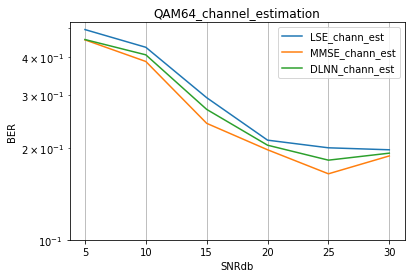 QAM64_channel_estimation
LSE_chann_est
MMSE_chann_est
DLNN_chann_est
4 × 10⁻¹
3 × 10⁻¹
2 × 10⁻¹
10⁻¹
BER
5 10 15 20 25 30
SNRdb